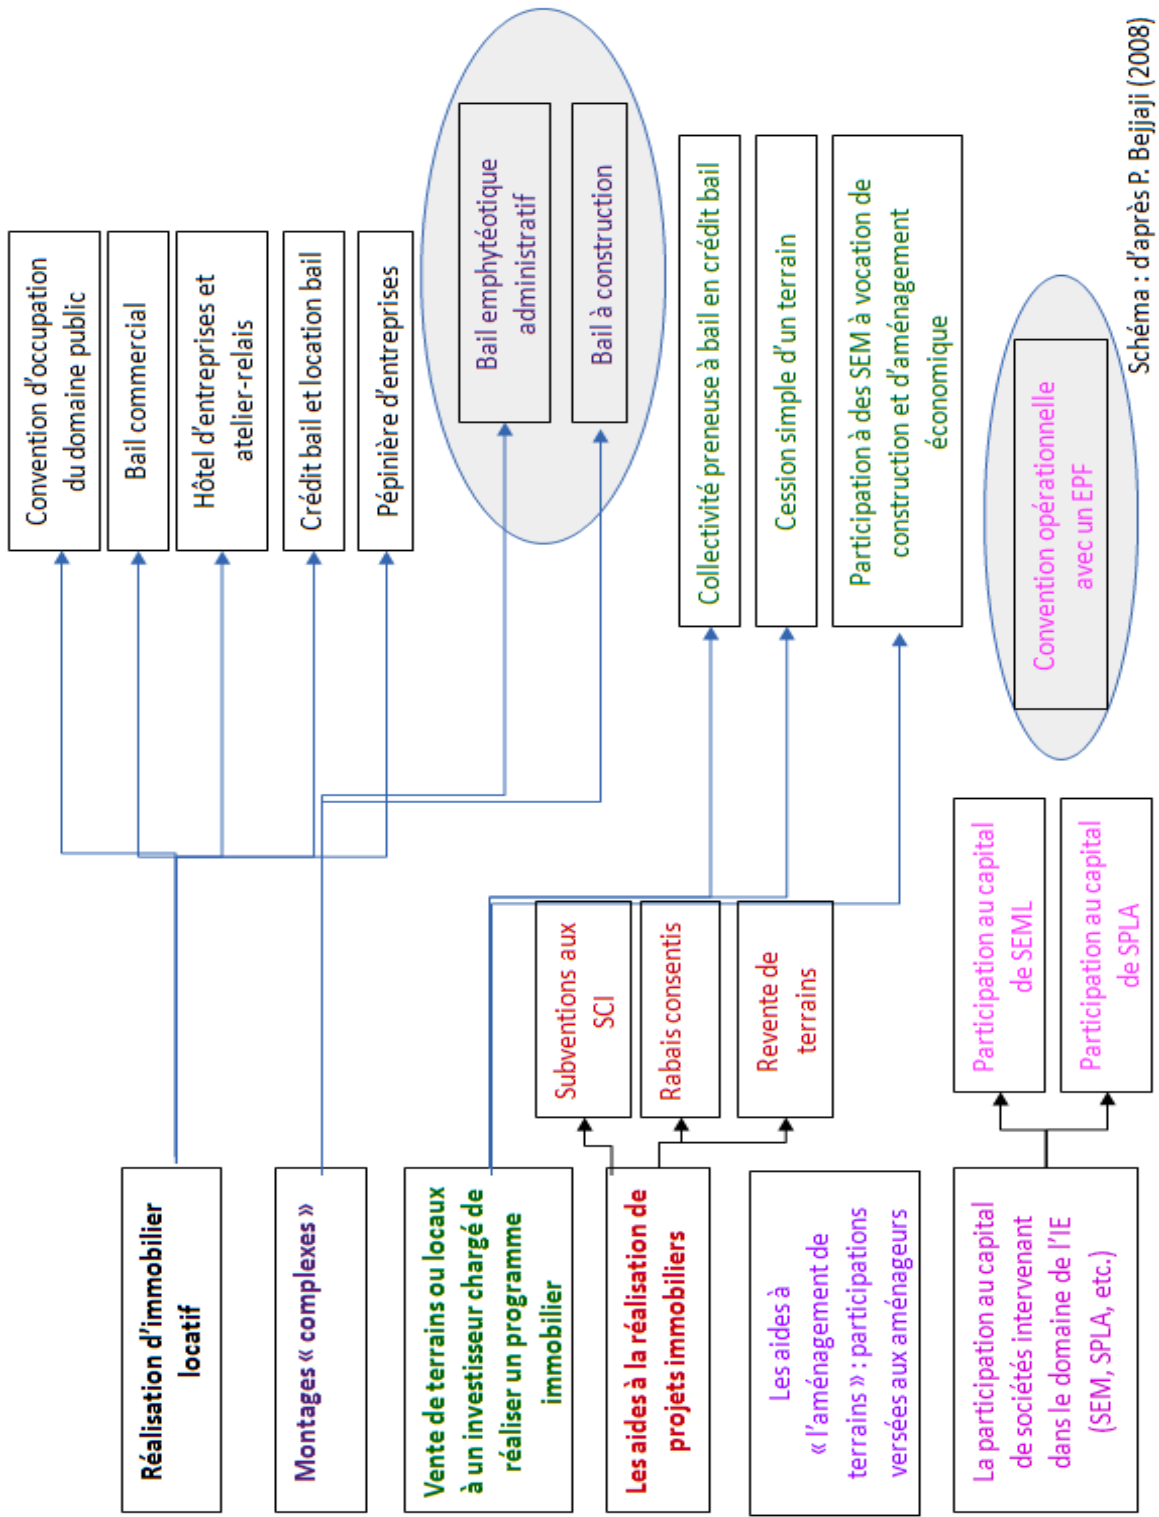 Réalisation d’immobilier
locatif
Convention d’occupation
du domaine public
Bail commercial
Hôtel d’entreprises et
atelier-relais
Crédit bail et location bail
Pépinière d’entreprises
Montages « complexes »
Bail emphytéotique
administratif
Bail à construction
Vente de terrains ou locaux
à un investisseur chargé de
réaliser un programme
immobilier
Collectivité preneuse à bail en crédit bail
Cession simple d’un terrain
Participation à des SEM à vocation de
construction et d’aménagement
économique
Les aides à la réalisation de
projets immobiliers
Subventions aux
SCI
Rabais consentis
Revente de
terrains
Les aides à
« l’aménagement de
terrains » : participations
versées aux aménageurs
La participation au capital
de sociétés intervenant
dans le domaine de l’IE
(SEM, SPLA, etc.)
Participation au capital
de SEML
Participation au capital
de SPLA
Convention opérationnelle
avec un EPF
Schéma : d’après P. Bejjaji (2008)